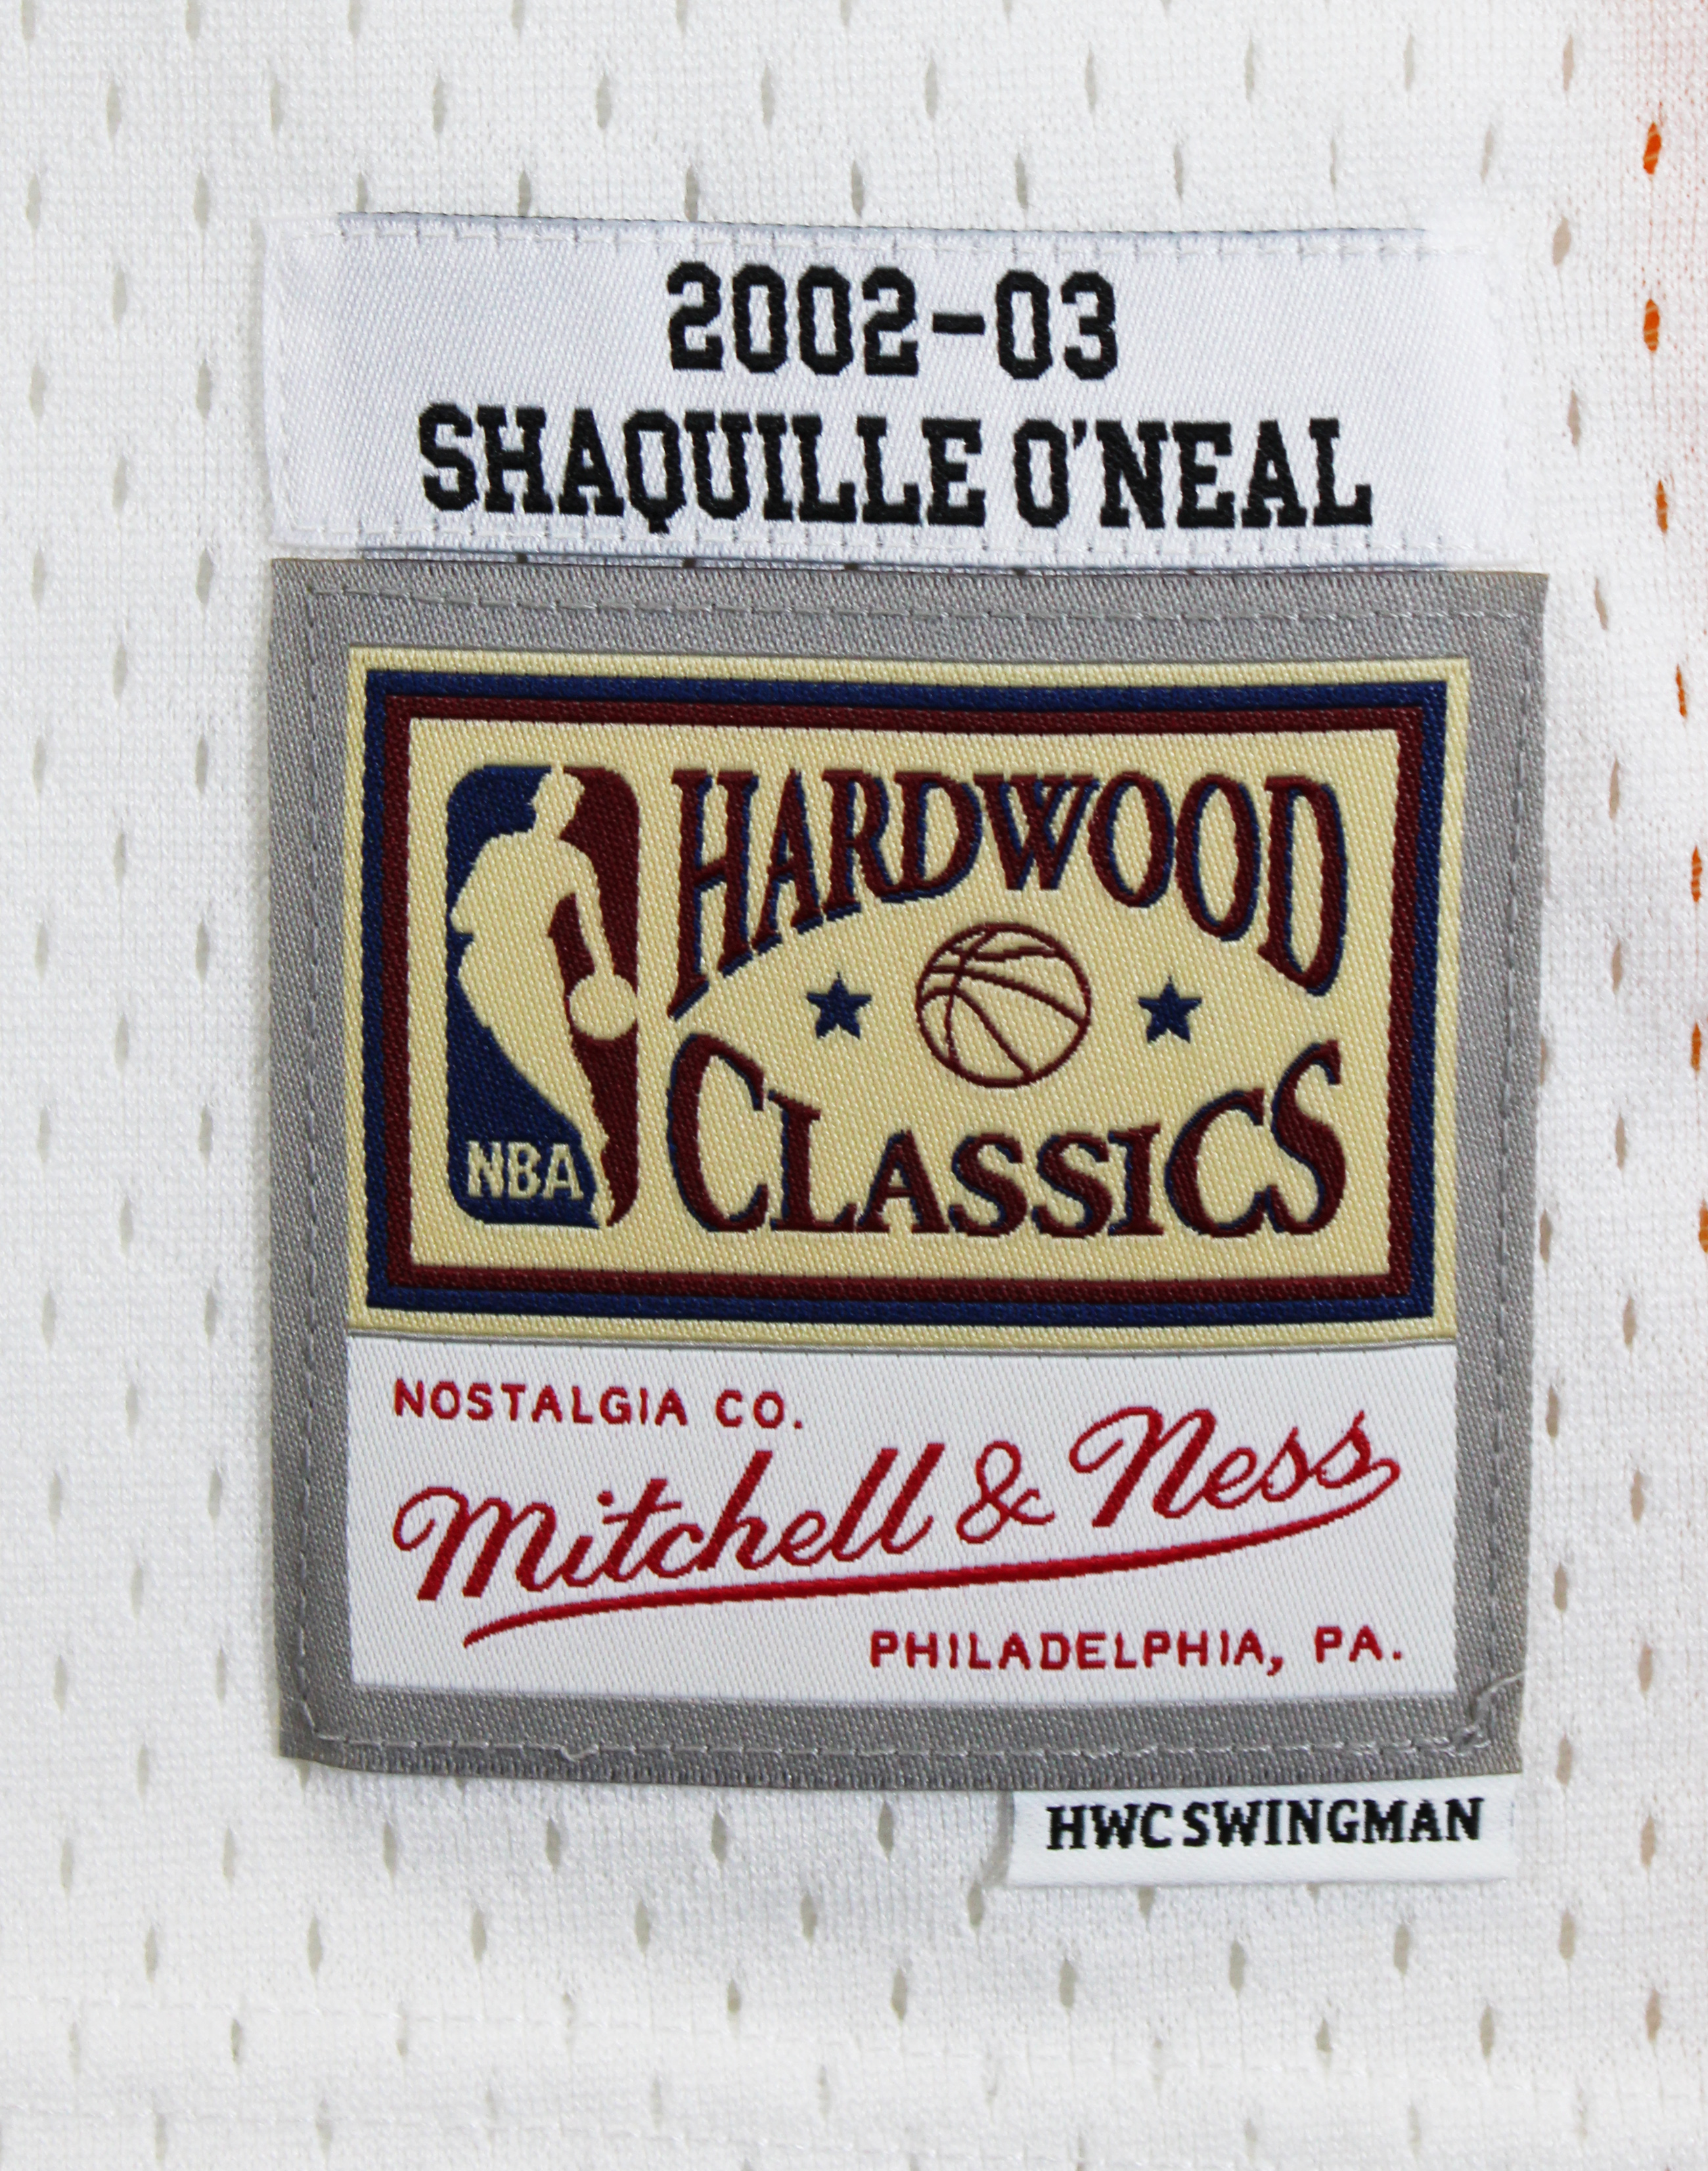 2002-03
SHAQUILLE O'NEAL
HARDWOOD
CLASSICS
NBA
NOSTALGIA CO.
Mitchell & Ness
PHILADELPHIA, PA.
HWC SWINGMAN